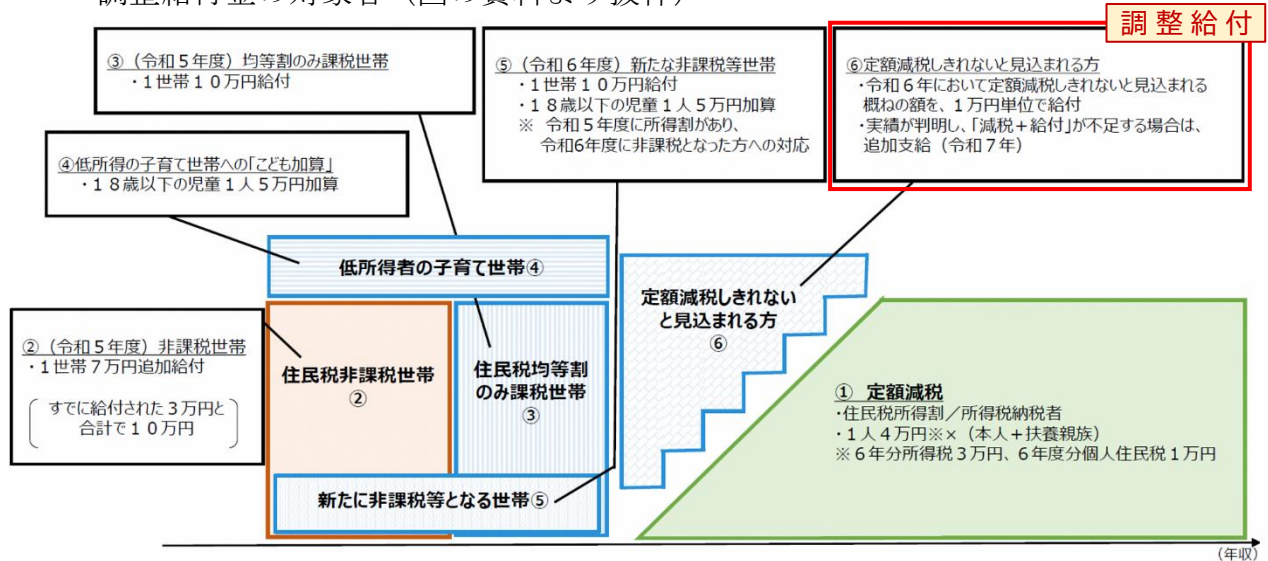 調整給付金の対象者（国の資料より抜粋）
調整給付
③（令和５年度）均等割のみ課税世帯
・１世帯１０万円給付
⑤（令和６年度）新たな非課税等世帯
・１世帯１０万円給付
・１８歳以下の児童１人５万円加算
※ 令和５年度に所得割があり、
令和6年度に非課税となった方への対応
⑥定額減税しきれないと見込まれる方
・令和６年において定額減税しきれないと見込まれる
概ねの額を、１万円単位で給付
・実績が判明し、「減税＋給付」が不足する場合は、
追加支給（令和７年）
④低所得の子育て世帯への「こども加算」
・１８歳以下の児童１人５万円加算
低所得者の子育て世帯④
定額減税しきれない
と見込まれる方
⑥
②（令和５年度）非課税世帯
・１世帯７万円追加給付
すでに給付された３万円と
合計で１０万円
住民税非課税世帯
②
住民税均等割
のみ課税世帯
③
① 定額減税
・住民税所得割／所得税納税者
・１人４万円※×（本人＋扶養親族）
※６年分所得税３万円、６年度分個人住民税１万円
新たに非課税等となる世帯⑤
（年収）